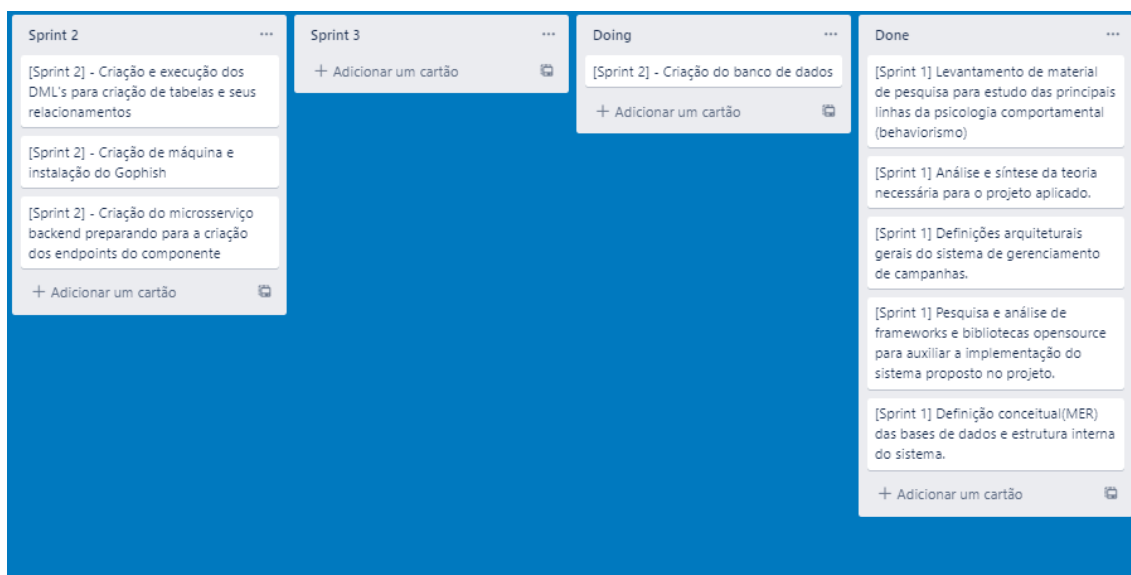 Sprint 2
[Sprint 2] - Criação e execução dos
DML's para criação de tabelas e seus
relacionamentos
[Sprint 2] - Criação de máquina e
instalação do Gophish
[Sprint 2] - Criação do microsserviço
backend preparando para a criação
dos endpoints do componente
+ Adicionar um cartão
Sprint 3
+ Adicionar um cartão
Doing
[Sprint 2] - Criação do banco de dados
+ Adicionar um cartão
Done
[Sprint 1] Levantamento de material
de pesquisa para estudo das principais
linhas da psicologia comportamental
(behaviorismo)
[Sprint 1] Análise e síntese da teoria
necessária para o projeto aplicado.
[Sprint 1] Definições arquiteturais
gerais do sistema de gerenciamento
de campanhas.
[Sprint 1] Pesquisa e análise de
frameworks e bibliotecas opensource
para auxiliar a implementação do
sistema proposto no projeto.
[Sprint 1] Definição conceitual(MER)
das bases de dados e estrutura interna
do sistema.
+ Adicionar um cartão